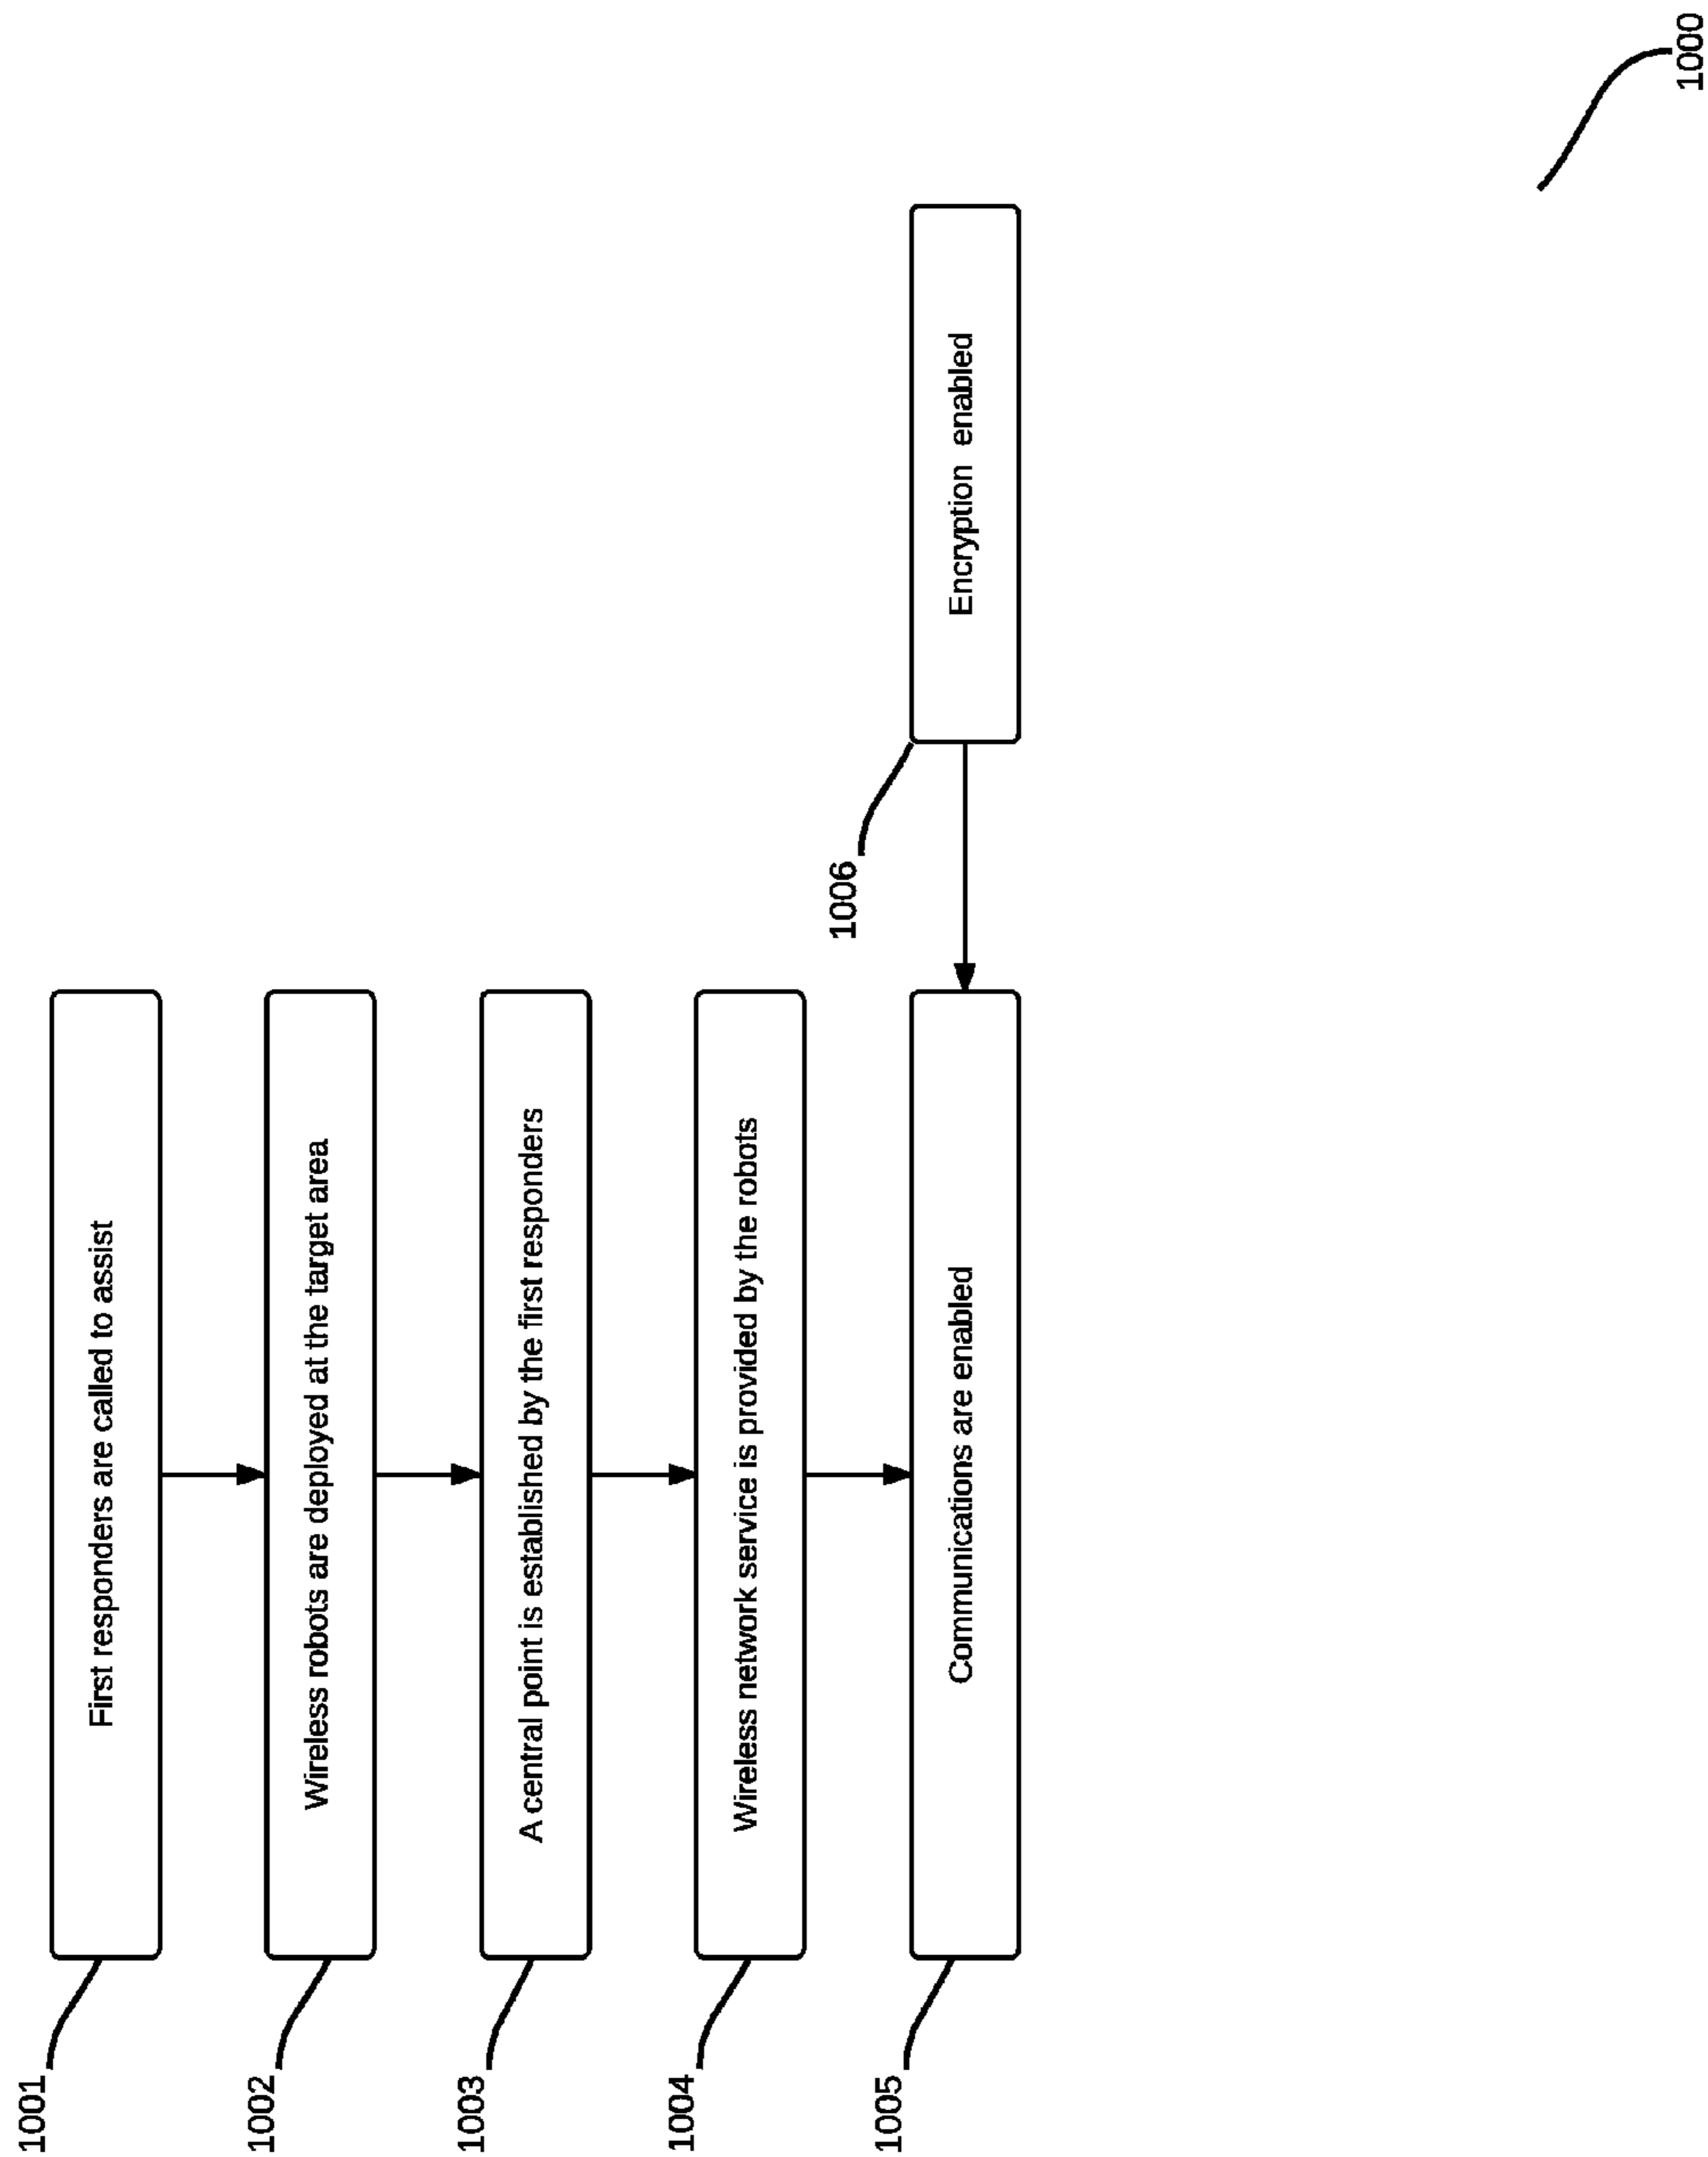 1001
First responders are called to assist
1002
Wireless robots are deployed at the target area
1003
A central point is established by the first responders
1004
Wireless network service is provided by the robots
1005
Communications are enabled
1006
Encryption enabled
1000